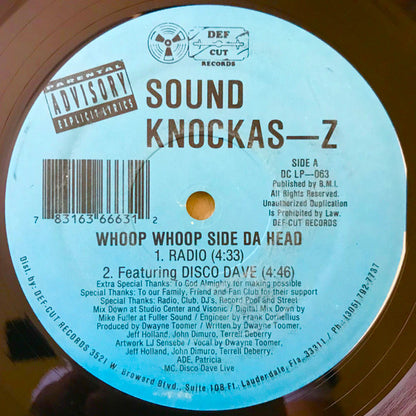 DEF
CUT
RECORDS
PARENTAL
ADVISORY
EXPLICIT LYRICS
SOUND
KNOCKAS—Z
SIDE A
DC LP—063
Published by B.M.I.
All Rights Reserved.
Unauthorized Duplication
Is Prohibited by Law.
DEF-CUT RECORDS
7 83163 66631 2
WHOOP WHOOP SIDE DA HEAD
1. RADIO (4:33)
2. Featuring DISCO DAVE (4:46)
Extra Special Thanks: To God Almighty for making possible
Special Thanks: To our Family, Friend and Fan Club for their support
Special Thanks: Radio, Club, DJ's, Record Pool and Street
Mix Down at Studio Center and Visonic / Digital Mix Down by
Mike Fuller at Fuller Sound / Engineer by Frank Cornelius
Produced by Dwayne Toomer / Written by Dwayne Toomer,
Jeff Holland, John Dimuro, Terrell Deberry,
Artwork LJ Sensebe / Vocal by Dwayne Toomer,
Jeff Holland, John Dimuro, Terrell Deberry
ADE, Patricia
MC, Disco Dave Live
Dist. by: DEF-CUT RECORDS 3521 W. Broward Blvd., Suite 108 Ft. Lauderdale, Fla. 33311 / Ph. (305) 792-1737